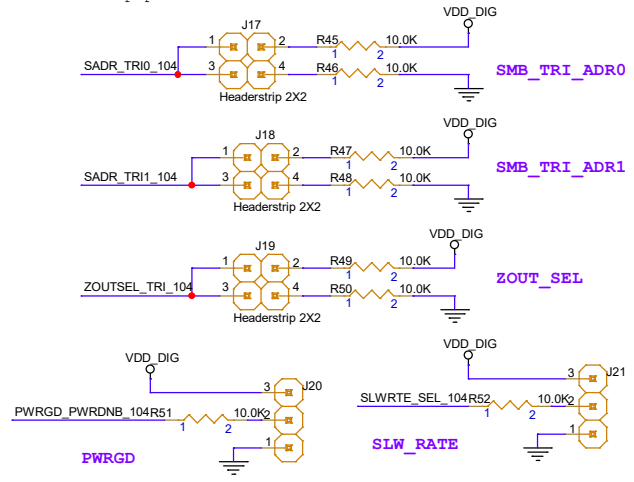 J17
VDD_DIG
1 2 R45 10.0K
1 2
SADR_TRI0_104 3 4 R46 10.0K
1 2
Headerstrip 2X2
SMB_TRI_ADR0
J18
VDD_DIG
1 2 R47 10.0K
1 2
SADR_TRI1_104 3 4 R48 10.0K
1 2
Headerstrip 2X2
SMB_TRI_ADR1
J19
VDD_DIG
1 2 R49 10.0K
1 2
ZOUTSEL_TRI_104 3 4 R50 10.0K
1 2
Headerstrip 2X2
ZOUT_SEL
VDD_DIG
3 J20
PWRGD_PWRDNB_104 R51 10.0K 2
1 2
1
PWRGD
VDD_DIG
3 J21
SLWRTE_SEL_104 R52 10.0K 2
1 2
1
SLW_RATE